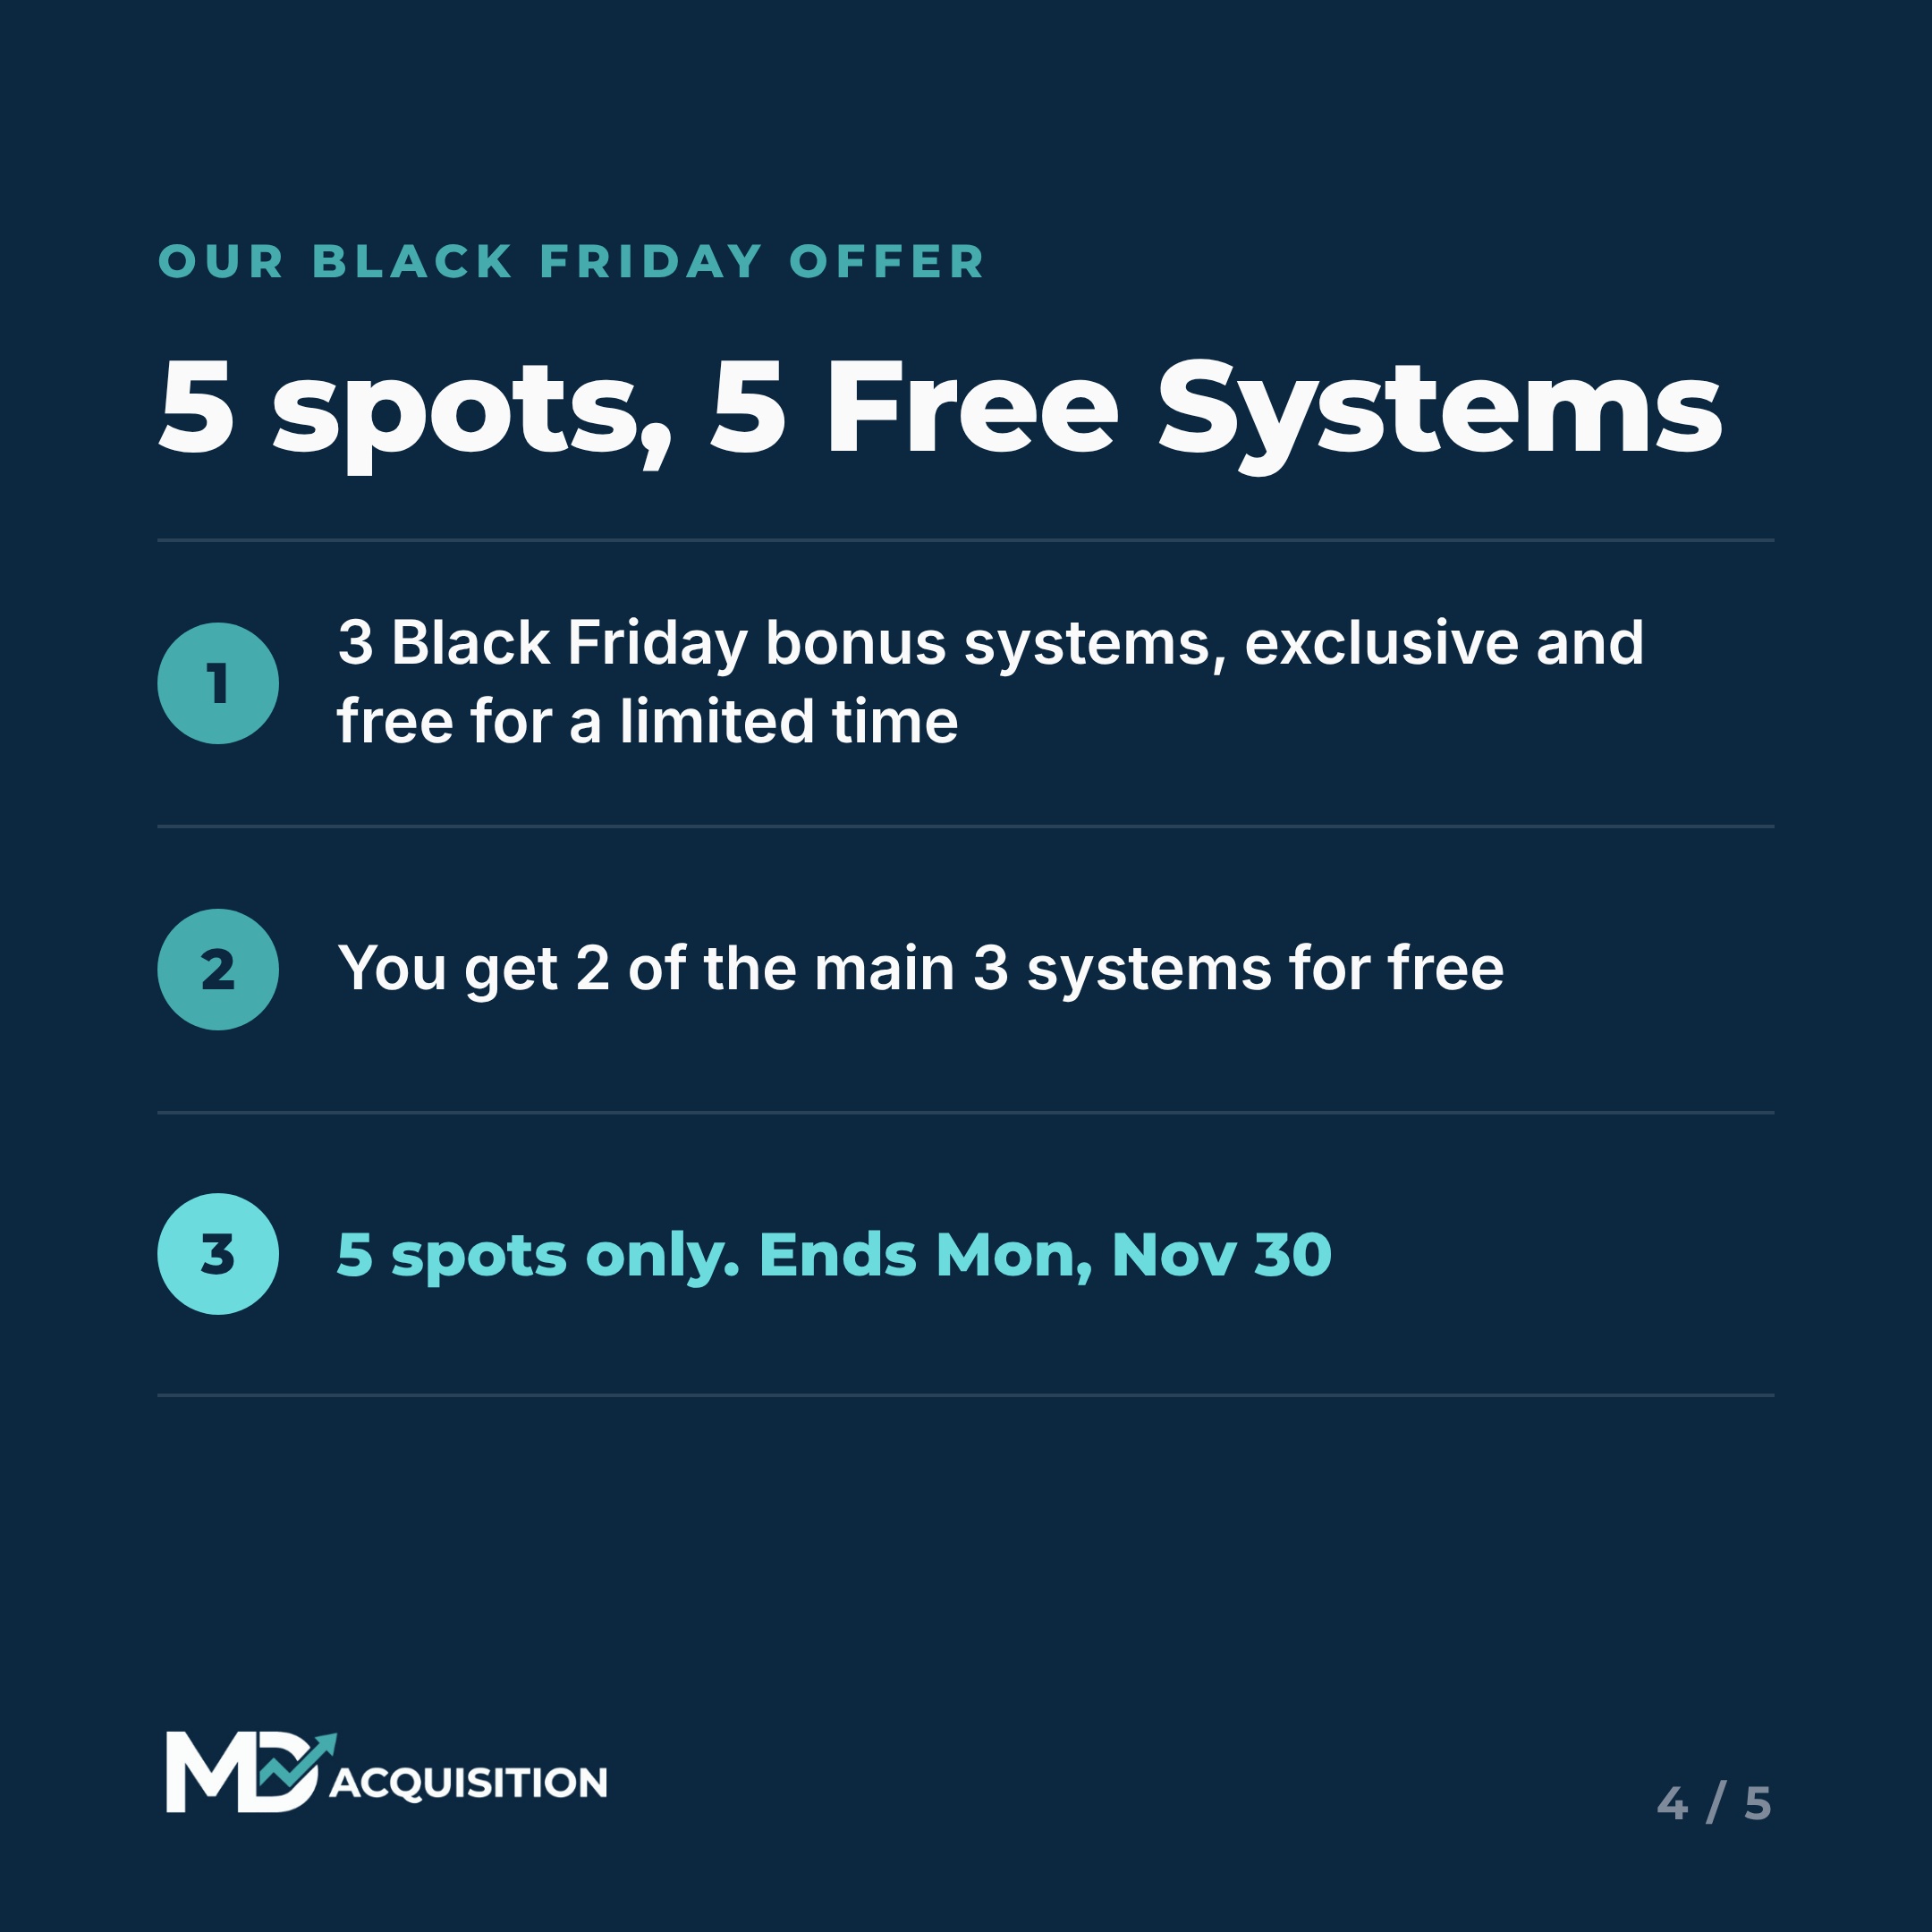 OUR BLACK FRIDAY OFFER
5 spots, 5 Free Systems
1
3 Black Friday bonus systems, exclusive and
free for a limited time
2
You get 2 of the main 3 systems for free
3
5 spots only. Ends Mon, Nov 30
MD ACQUISITION
4 / 5